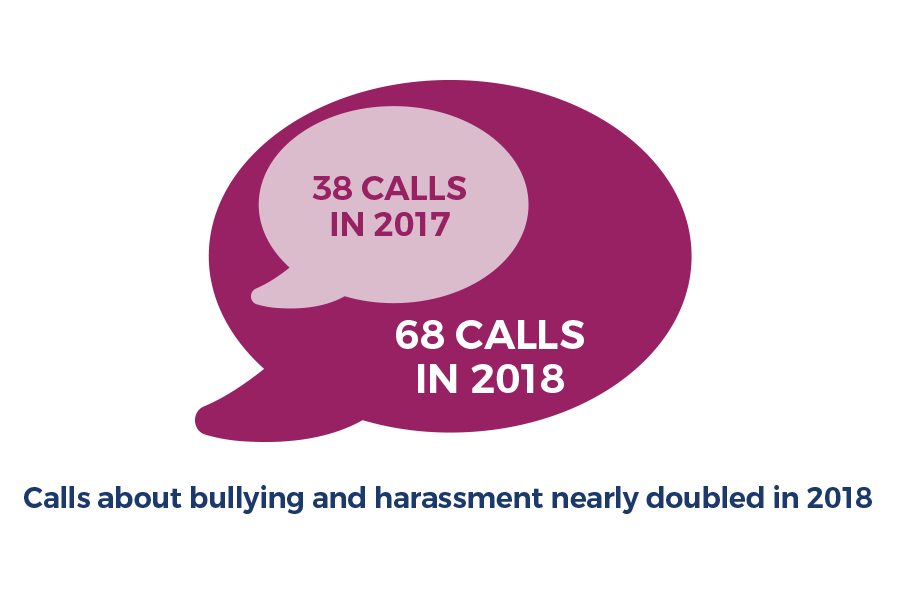 38 CALLS
IN 2017
68 CALLS
IN 2018
Calls about bullying and harassment nearly doubled in 2018